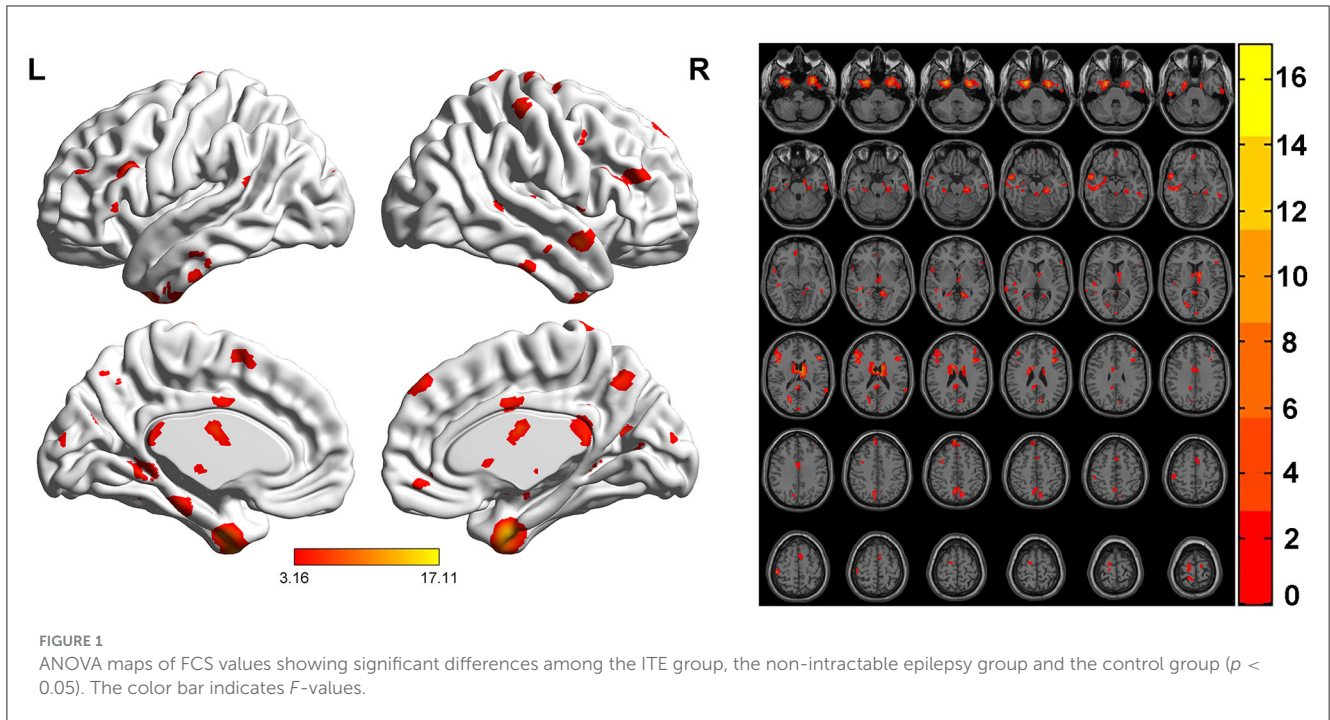 L
R
3.16
17.11
16
14
12
10
8
6
4
2
0
FIGURE 1
ANOVA maps of FCS values showing significant differences among the ITE group, the non-intractable epilepsy group and the control group (p <
0.05). The color bar indicates F-values.